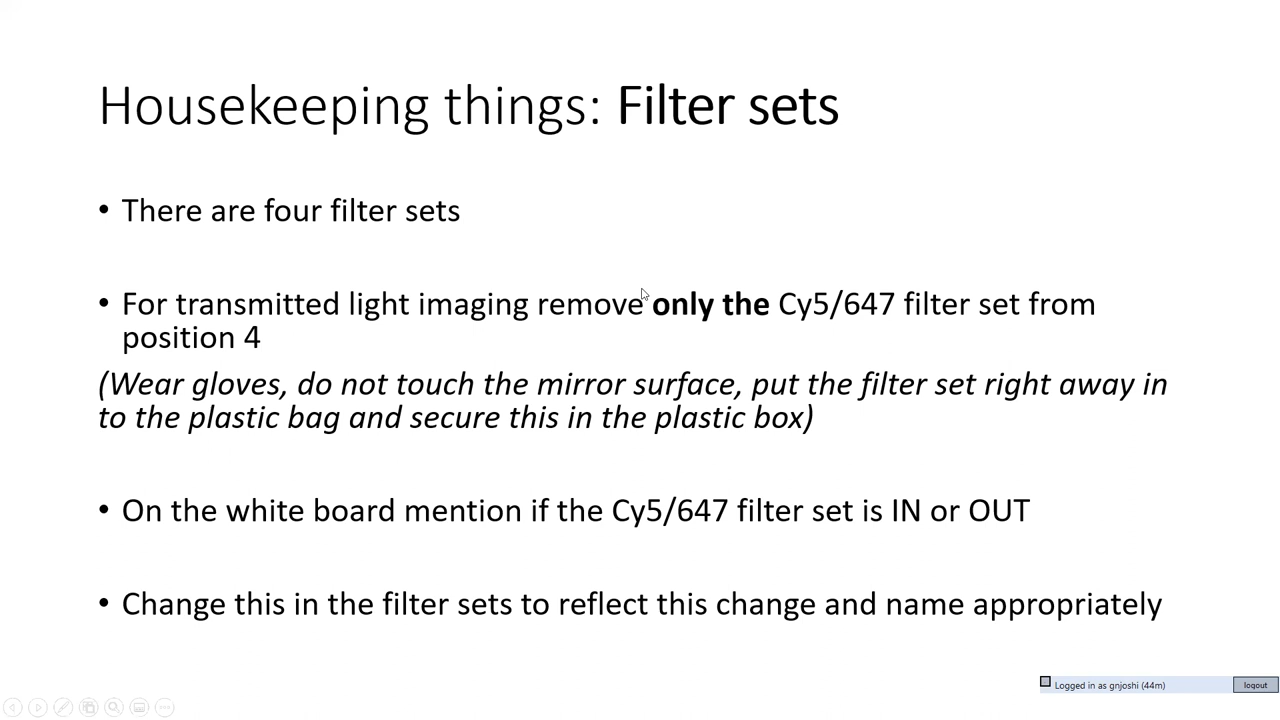 Housekeeping things: Filter sets
• There are four filter sets
• For transmitted light imaging remove only the Cy5/647 filter set from
position 4
(Wear gloves, do not touch the mirror surface, put the filter set right away in
to the plastic bag and secure this in the plastic box)
• On the white board mention if the Cy5/647 filter set is IN or OUT
• Change this in the filter sets to reflect this change and name appropriately
Logged in as gnjoshi (44m)
logout